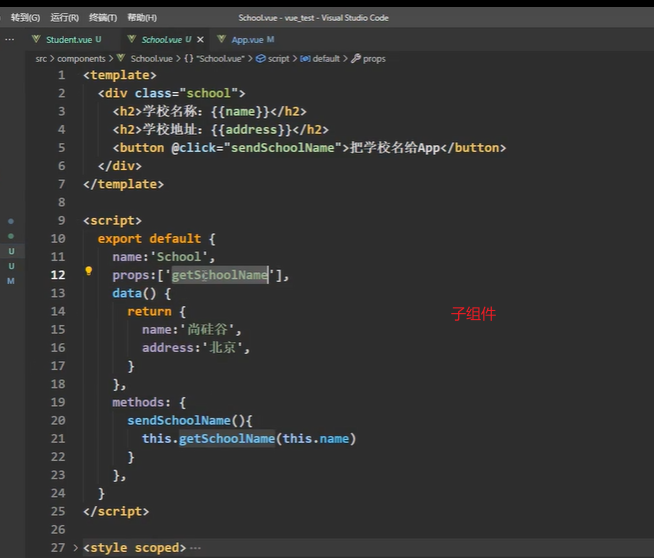 转到(G) 运行(R) 终端(T) 帮助(H) School.vue - vue_test - Visual Studio Code
··· Student.vue U School.vue U × App.vue M
src > components > School.vue > {} "School.vue" > script > default > props
1 <template>
2 <div class="school">
3 <h2>学校名称：{{name}}</h2>
4 <h2>学校地址：{{address}}</h2>
5 <button @click="sendSchoolName">把学校名给App</button>
6 </div>
7 </template>
8
9 <script>
10 export default {
11 name:'School',
12 props:['getSchoolName'],
13 data() {
14 return {
15 name:'尚硅谷',
16 address:'北京',
17 }
18 },
19 methods: {
20 sendSchoolName(){
21 this.getSchoolName(this.name)
22 }
23 },
24 }
25 </script>
26
27 > <style scoped>···
子组件
U
U
M